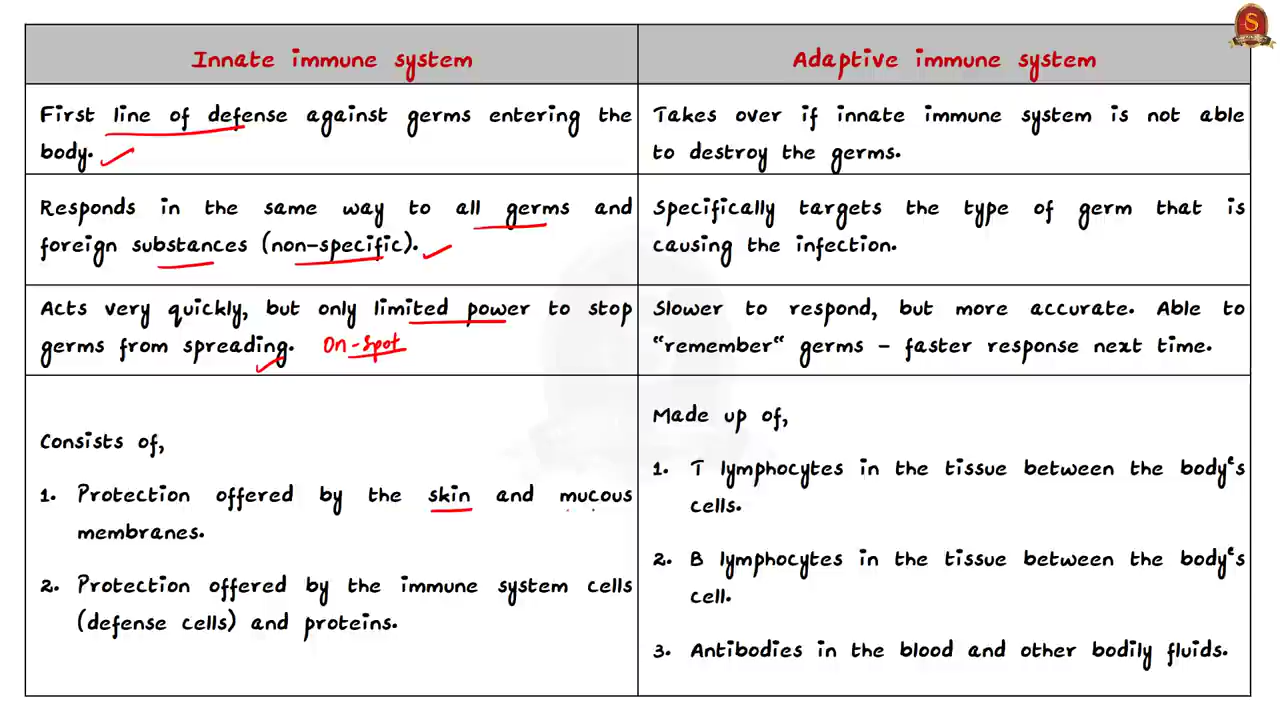 S
Innate immune system
Adaptive immune system
First line of defense against germs entering the
body.
Takes over if innate immune system is not able
to destroy the germs.
Responds in the same way to all germs and
foreign substances (non-specific).
Specifically targets the type of germ that is
causing the infection.
Acts very quickly, but only limited power to stop
germs from spreading. On-spot
Slower to respond, but more accurate. Able to
“remember“ germs – faster response next time.
Consists of,
1. Protection offered by the skin and mucous
membranes.
2. Protection offered by the immune system cells
(defense cells) and proteins.
Made up of,
1. T lymphocytes in the tissue between the body‘s
cells.
2. B lymphocytes in the tissue between the body‘s
cell.
3. Antibodies in the blood and other bodily fluids.